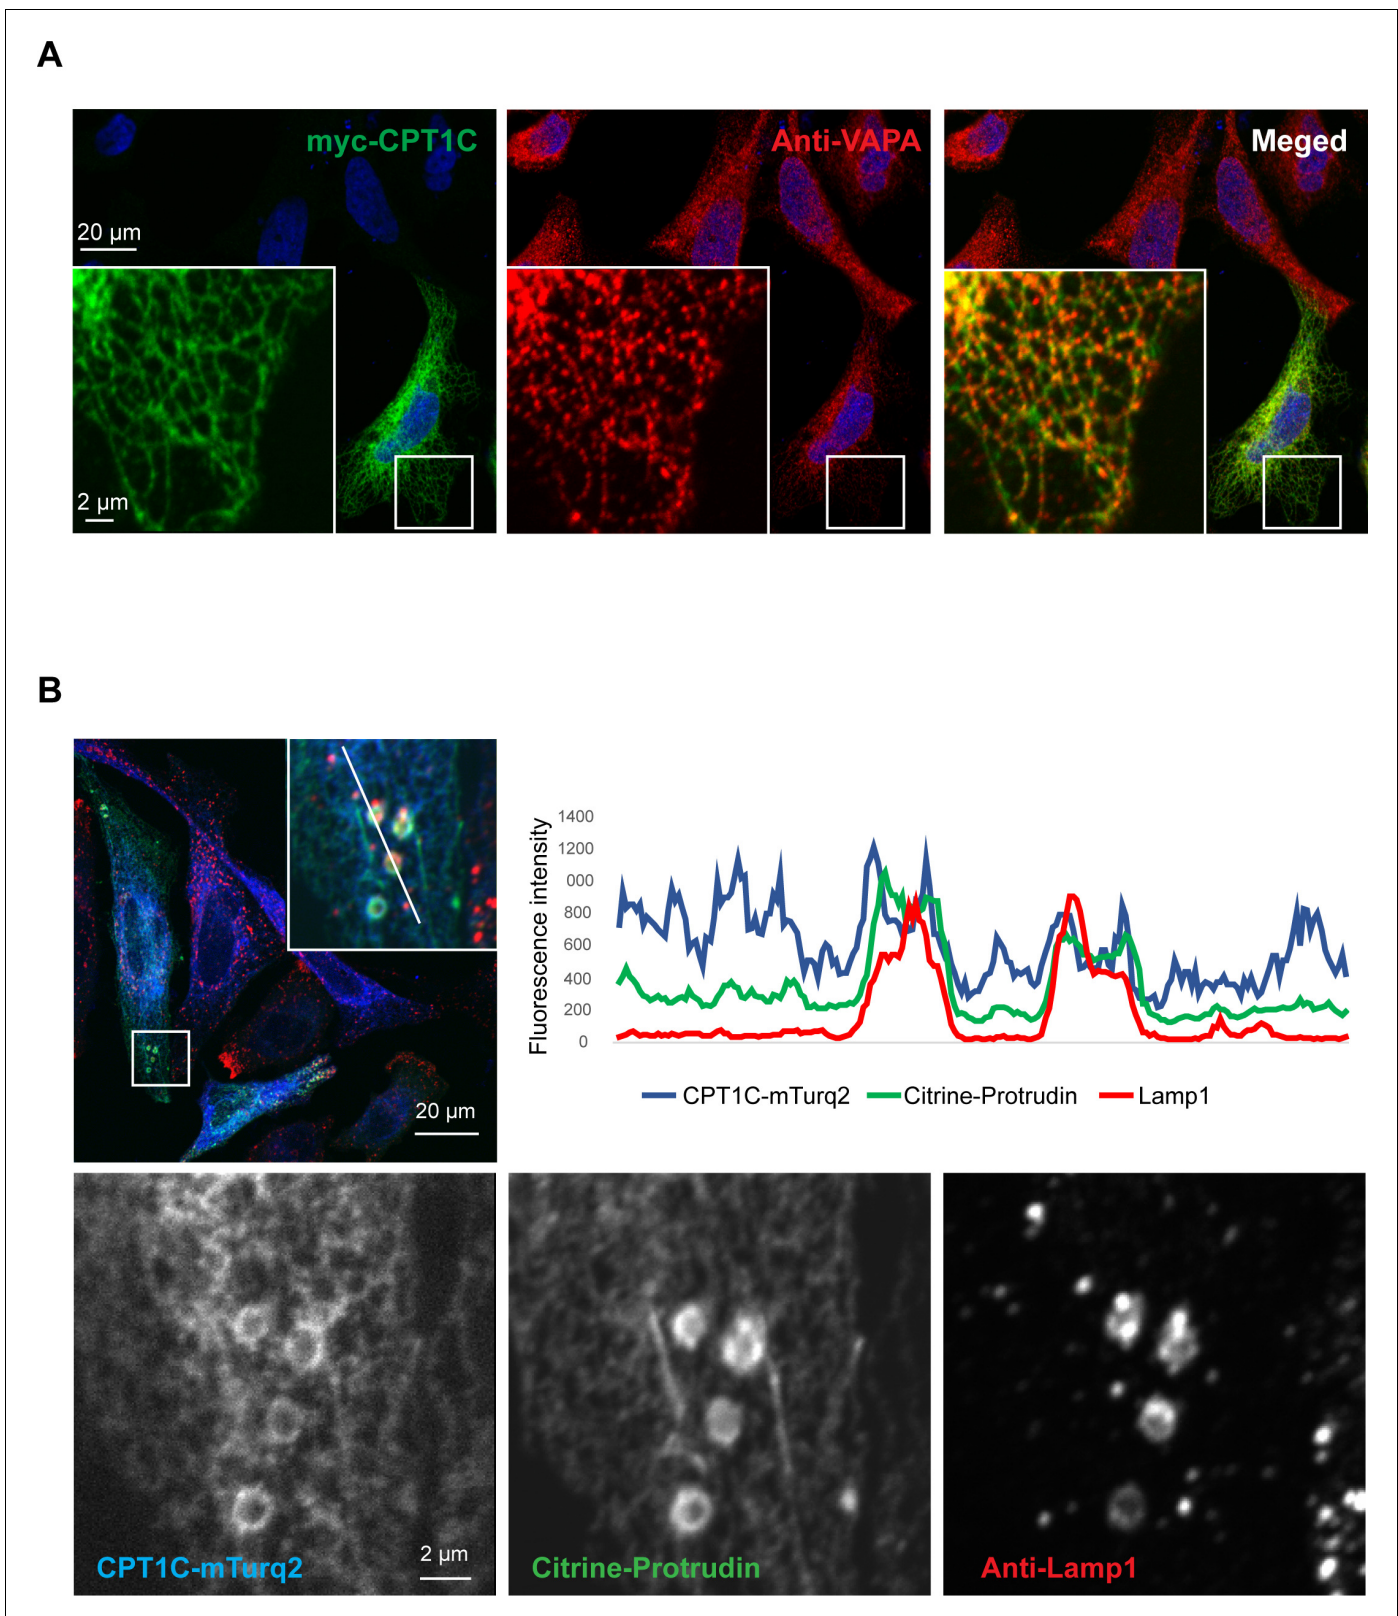 A
myc-CPT1C
Anti-VAPA
Meged
20 µm
2 µm
B
20 µm
Fluorescence intensity
1400
1200
000
800
600
400
200
0
CPT1C-mTurq2 Citrine-Protrudin Lamp1
CPT1C-mTurq2
2 µm
Citrine-Protrudin
Anti-Lamp1